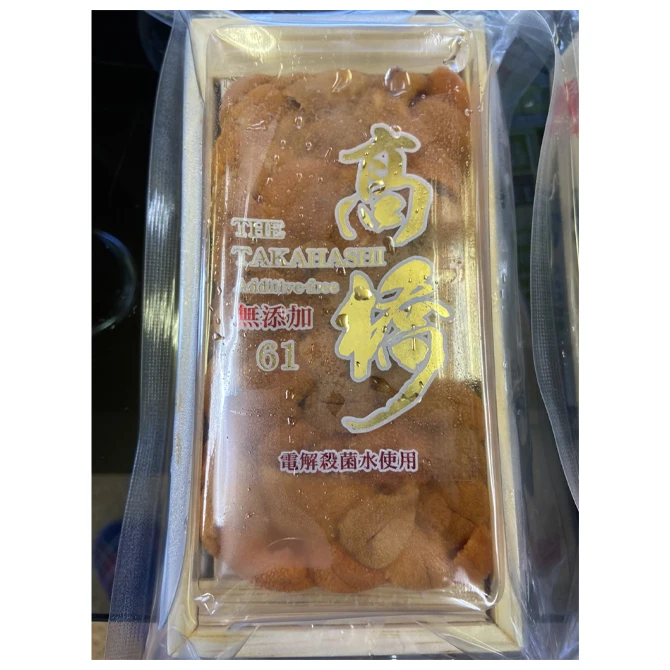 高橋
THE
TAKAHASHI
Additive-free
無添加
61
電解殺菌水使用